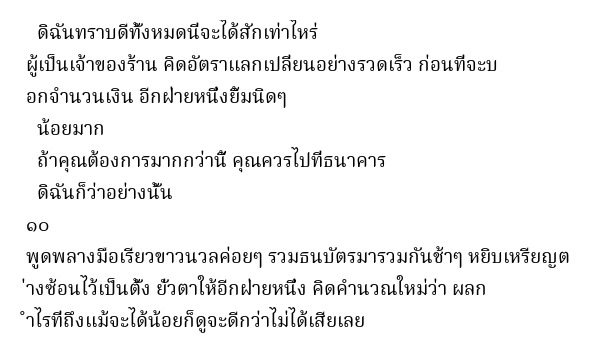 ดิฉันทราบดีทั้งหมดนี่จะได้สักเท่าไหร่
ผู้เป็นเจ้าของร้าน คิดอัตราแลกเปลี่ยนอย่างรวดเร็ว ก่อนที่จะบ
อกจำนวนเงิน อีกฝ่ายหนึ่งยิ้มนิดๆ
น้อยมาก
ถ้าคุณต้องการมากกว่านี้ คุณควรไปที่ธนาคาร
ดิฉันก็ว่าอย่างนั้น
๑๐
พูดพลางมือเรียวขาวนวลค่อยๆ รวมธนบัตรมารวมกันช้าๆ หยิบเหรียญต
่างซ้อนไว้เป็นตั้ง ยั่วตาให้อีกฝ่ายหนึ่ง คิดคำนวณใหม่ว่า ผลก
ำไรที่ถึงแม้จะได้น้อยก็ดูจะดีกว่าไม่ได้เสียเลย